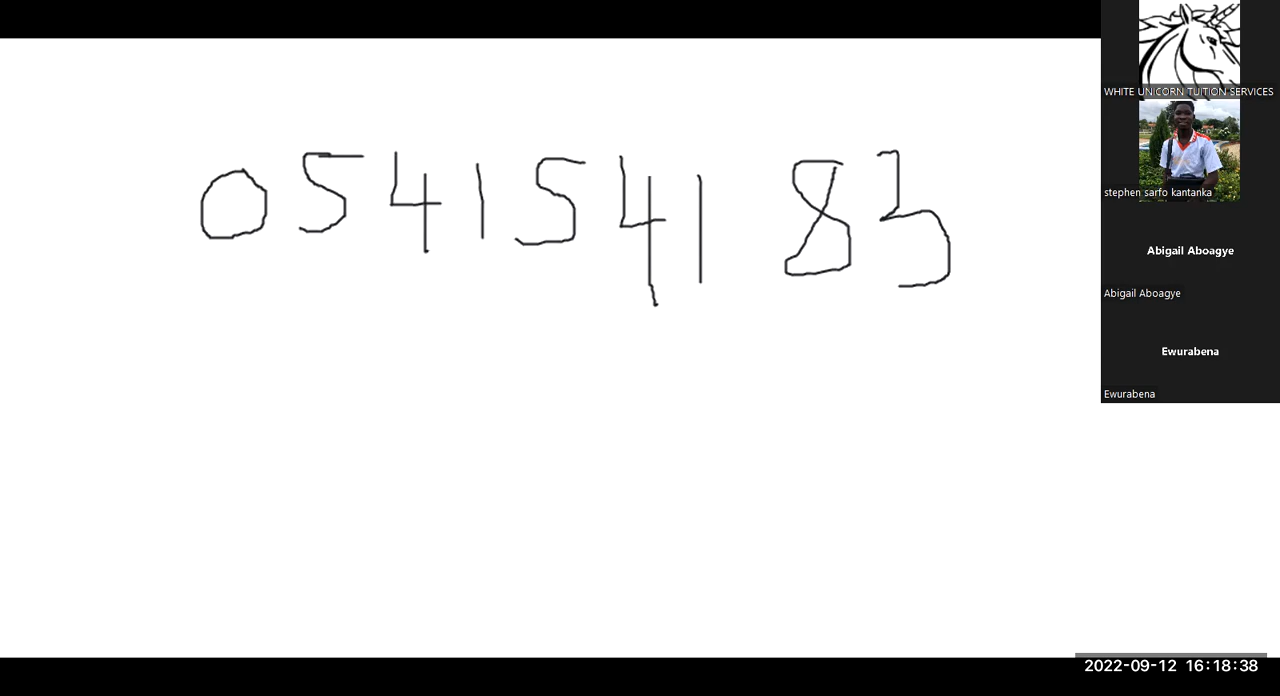 WHITE UNICORN TUITION SERVICES
054154183
stephen sarfo kantanka
Abigail Aboagye
Abigail Aboagye
Ewurabena
Ewurabena
2022-09-12 16:18:38